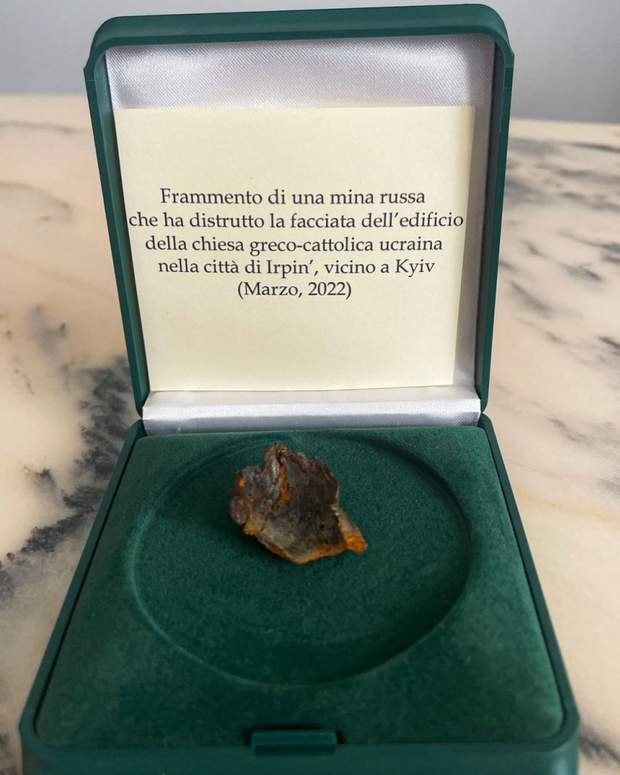 Frammento di una mina russa
che ha distrutto la facciata dell’edificio
della chiesa greco-cattolica ucraina
nella città di Irpin’, vicino a Kyiv
(Marzo, 2022)